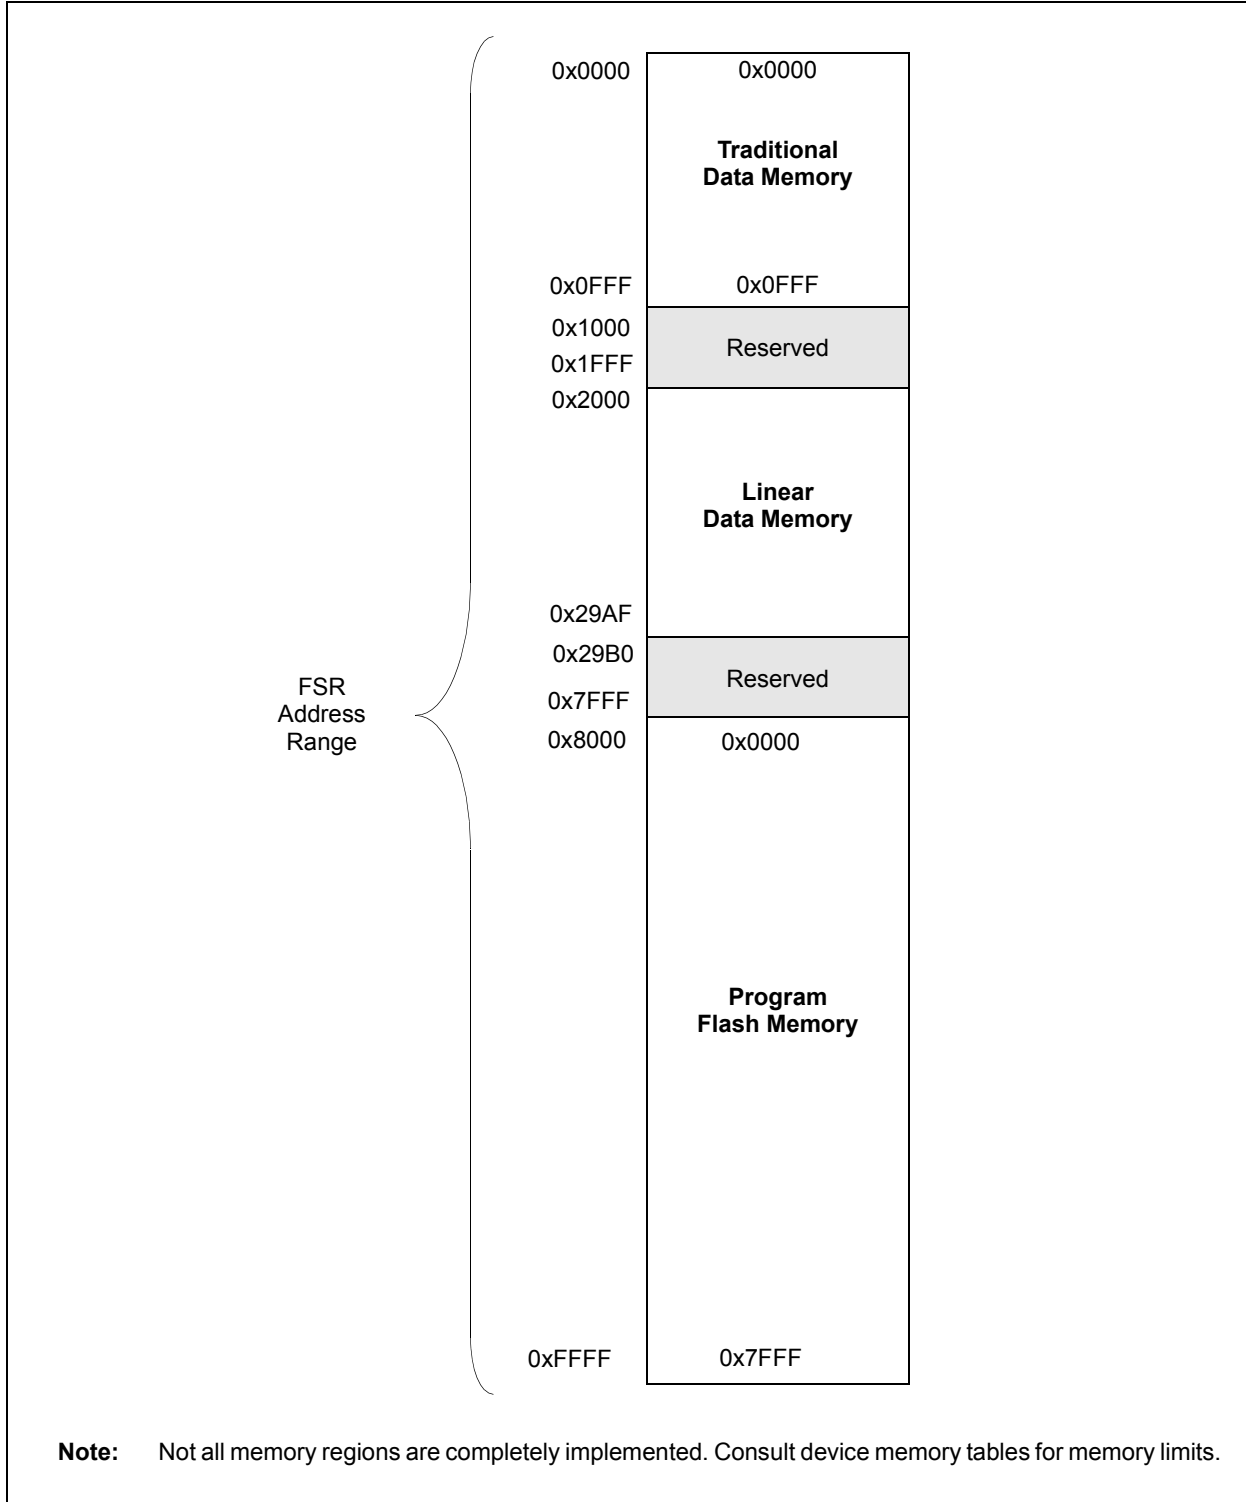 0x0000 0x0000
Traditional
Data Memory
0x0FFF 0x0FFF
0x1000
Reserved
0x1FFF
0x2000
Linear
Data Memory
0x29AF
0x29B0
Reserved
0x7FFF
FSR
Address
Range
0x8000 0x0000
Program
Flash Memory
0xFFFF 0x7FFF
Note: Not all memory regions are completely implemented. Consult device memory tables for memory limits.